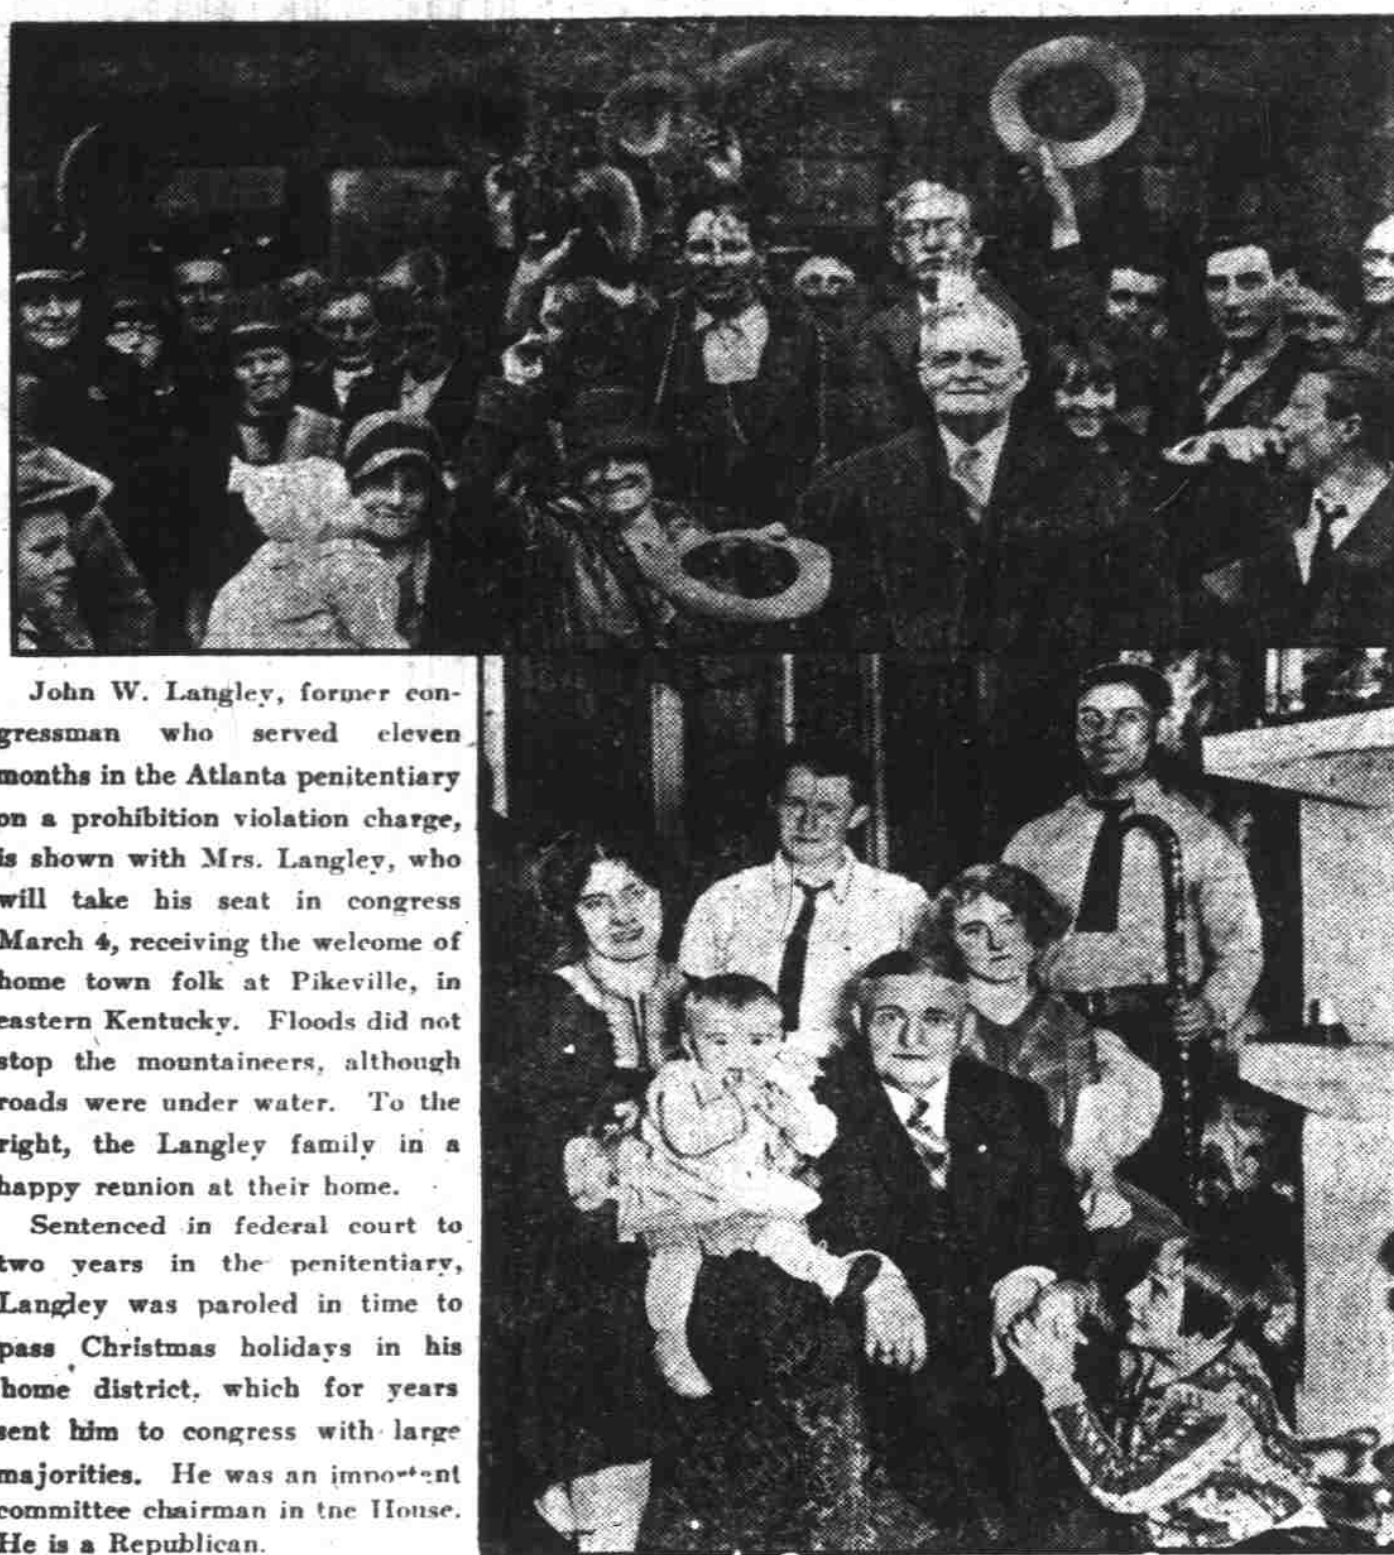 John W. Langley, former con-
gressman who served eleven
months in the Atlanta penitentiary
on a prohibition violation charge,
is shown with Mrs. Langley, who
will take his seat in congress
March 4, receiving the welcome of
home town folk at Pikeville, in
eastern Kentucky. Floods did not
stop the mountaineers, although
roads were under water. To the
right, the Langley family in a
happy reunion at their home.
Sentenced in federal court to
two years in the penitentiary,
Langley was paroled in time to
pass Christmas holidays in his
home district, which for years
sent him to congress with large
majorities. He was an important
committee chairman in the House.
He is a Republican.